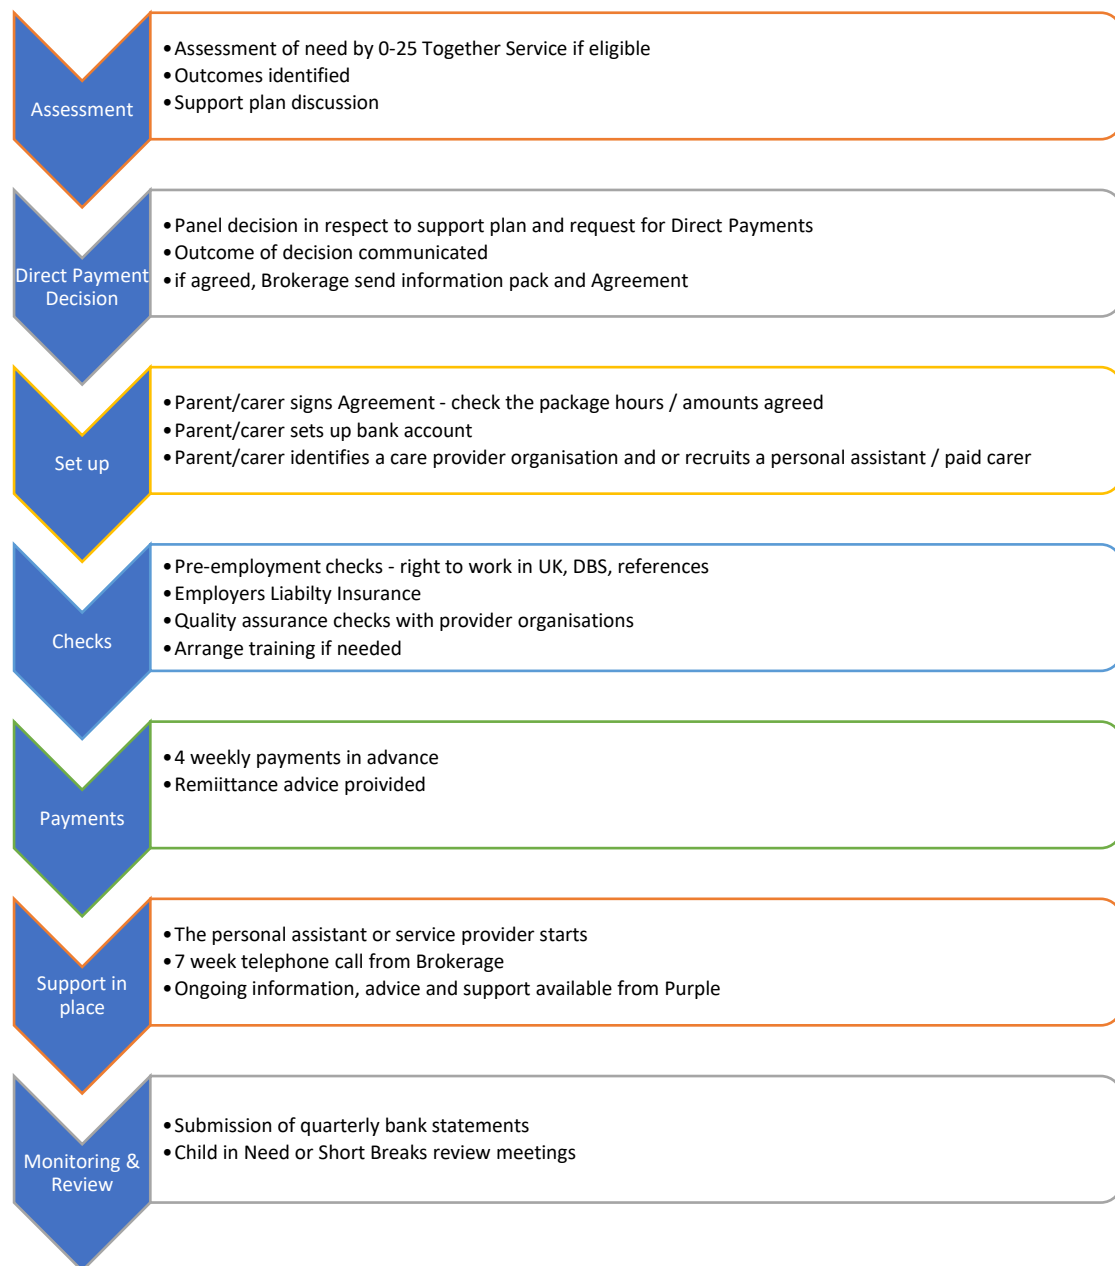 Assessment
•Assessment of need by 0-25 Together Service if eligible
•Outcomes identified
•Support plan discussion
Direct Payment
Decision
•Panel decision in respect to support plan and request for Direct Payments
•Outcome of decision communicated
•if agreed, Brokerage send information pack and Agreement
Set up
•Parent/carer signs Agreement - check the package hours / amounts agreed
•Parent/carer sets up bank account
•Parent/carer identifies a care provider organisation and or recruits a personal assistant / paid carer
Checks
•Pre-employment checks - right to work in UK, DBS, references
•Employers Liabilty Insurance
•Quality assurance checks with provider organisations
•Arrange training if needed
Payments
•4 weekly payments in advance
•Remiittance advice proivided
Support in
place
•The personal assistant or service provider starts
•7 week telephone call from Brokerage
•Ongoing information, advice and support available from Purple
Monitoring &
Review
•Submission of quarterly bank statements
•Child in Need or Short Breaks review meetings